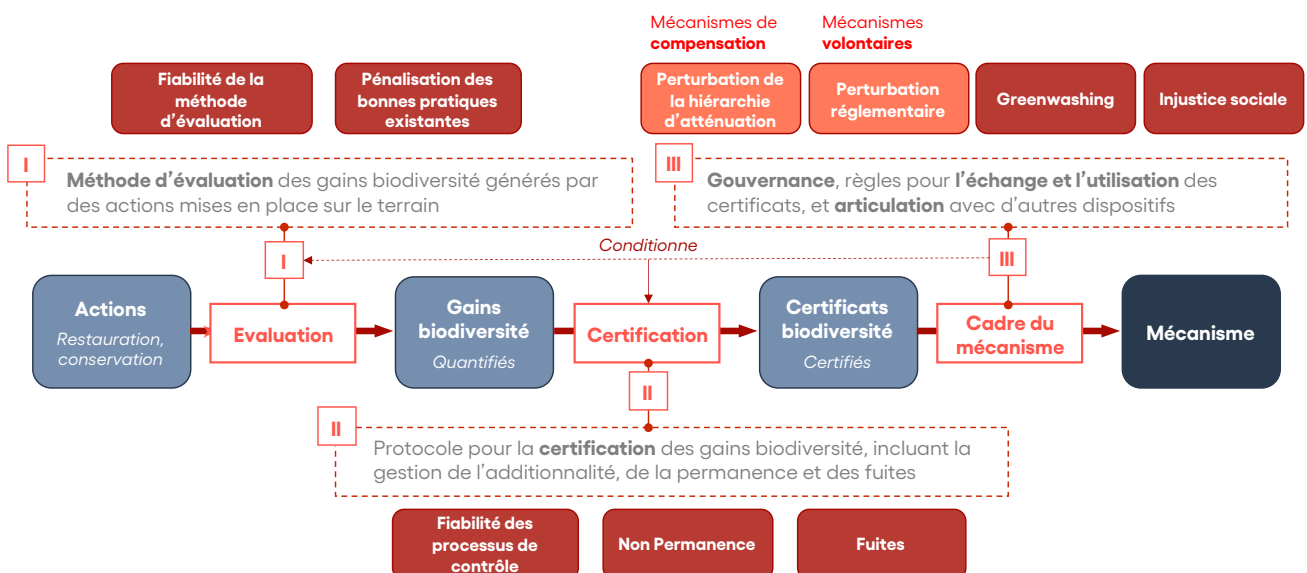 Mécanismes de
compensation
Mécanismes
volontaires
Fiabilité de la
méthode
d'évaluation
Pénalisation des
bonnes pratiques
existantes
Perturbation de
la hiérarchie
d'atténuation
Perturbation
réglementaire
Greenwashing
Injustice sociale
I
Méthode d'évaluation des gains biodiversité générés par
des actions mises en place sur le terrain
III
Gouvernance, règles pour l'échange et l'utilisation des
certificats, et articulation avec d'autres dispositifs
Conditionne
I
III
Actions
Restauration,
conservation
Evaluation
Gains
biodiversité
Quantifiés
Certification
Certificats
biodiversité
Certifiés
Cadre du
mécanisme
Mécanisme
II
II
Protocole pour la certification des gains biodiversité, incluant la
gestion de l'additionnalité, de la permanence et des fuites
Fiabilité des
processus de
contrôle
Non Permanence
Fuites